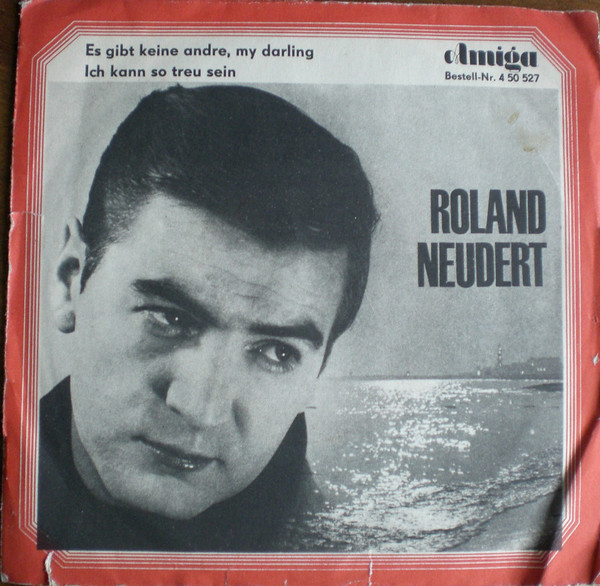 Es gibt keine andre, my darling
Ich kann so treu sein
Amiga
Bestell-Nr. 4 50 527
ROLAND
NEUDERT